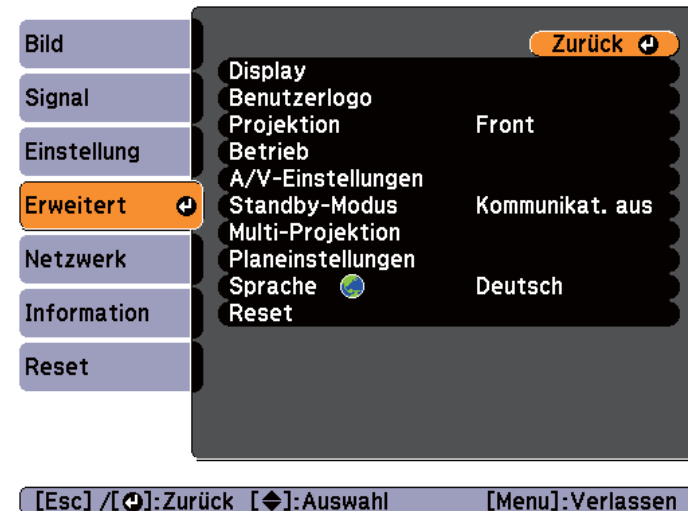 Bild
Signal
Einstellung
Erweitert
Netzwerk
Information
Reset
Zurück
Display
Benutzerlogo
Projektion Front
Betrieb
A/V-Einstellungen
Standby-Modus Kommunikat. aus
Multi-Projektion
Planeinstellungen
Sprache Deutsch
Reset
[Esc] /[⏎]:Zurück [◆]:Auswahl [Menu]:Verlassen